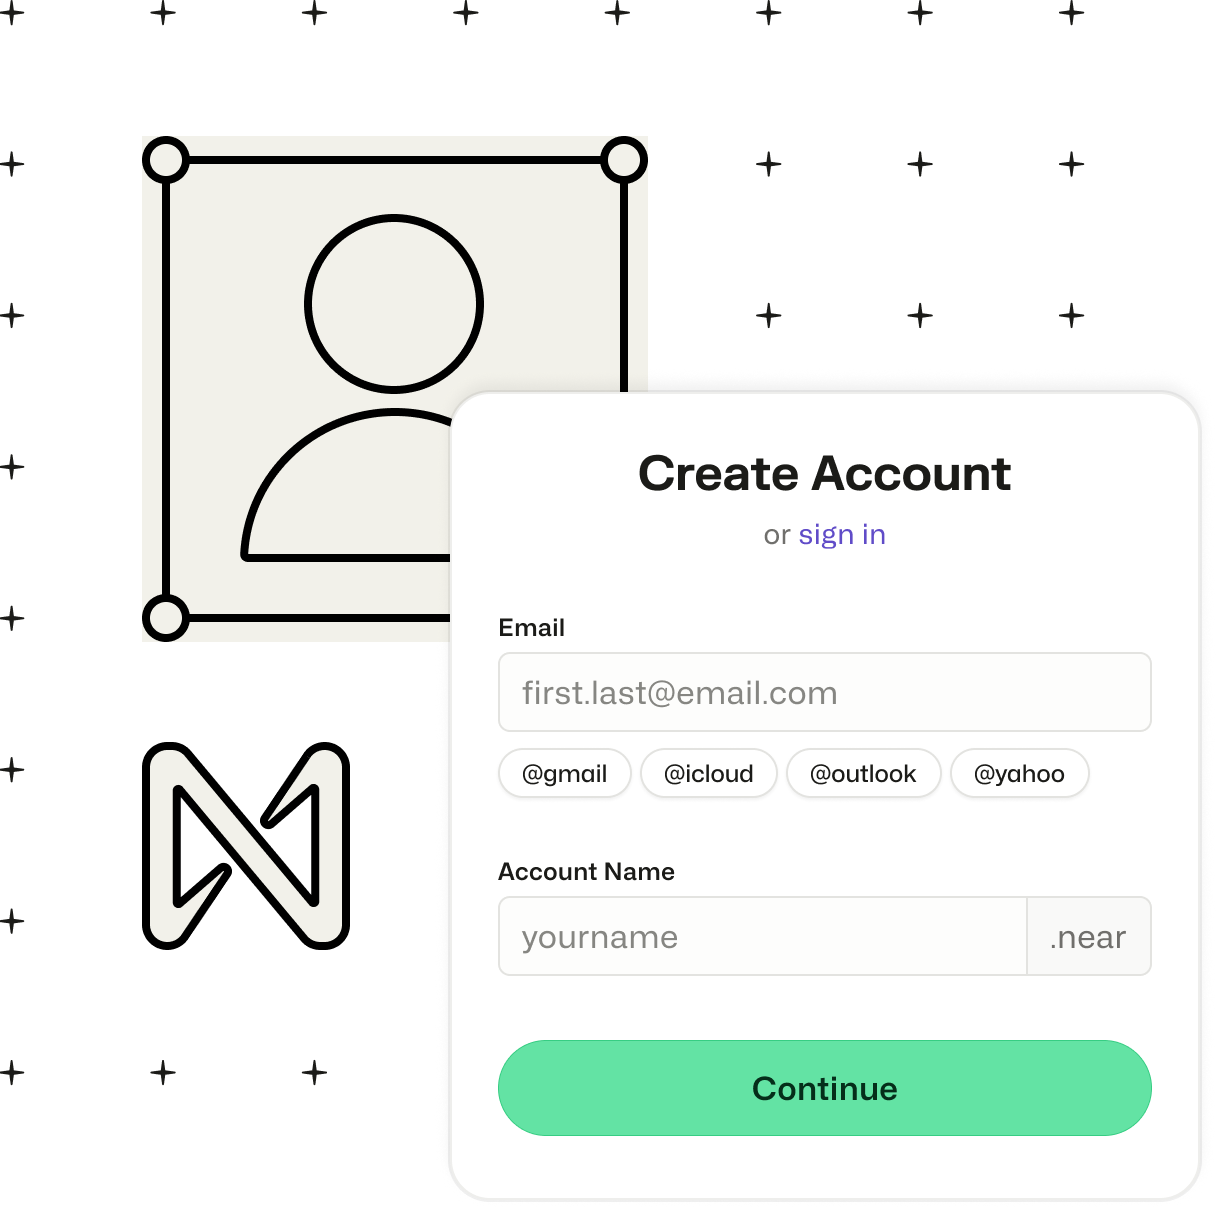 Create Account
or sign in
Email
first.last@email.com
@gmail @icloud @outlook @yahoo
Account Name
yourname .near
Continue